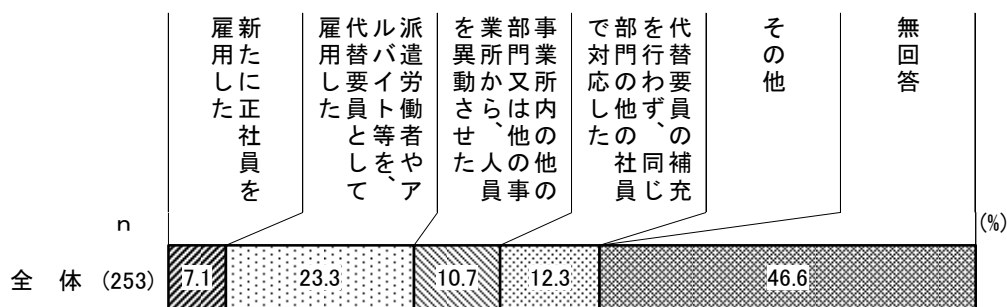 新たに正社員を
雇用した
派遣労働者やア
ルバイト等を、
代替要員として
雇用した
事業所内の他の
部門又は他の事
業所から、人員
を異動させた
代替要員の補充
を行わず、同じ
部門の他の社員
で対応した
その他
無回答
n
(%)
全 体 (253) 7.1 23.3 10.7 12.3 46.6